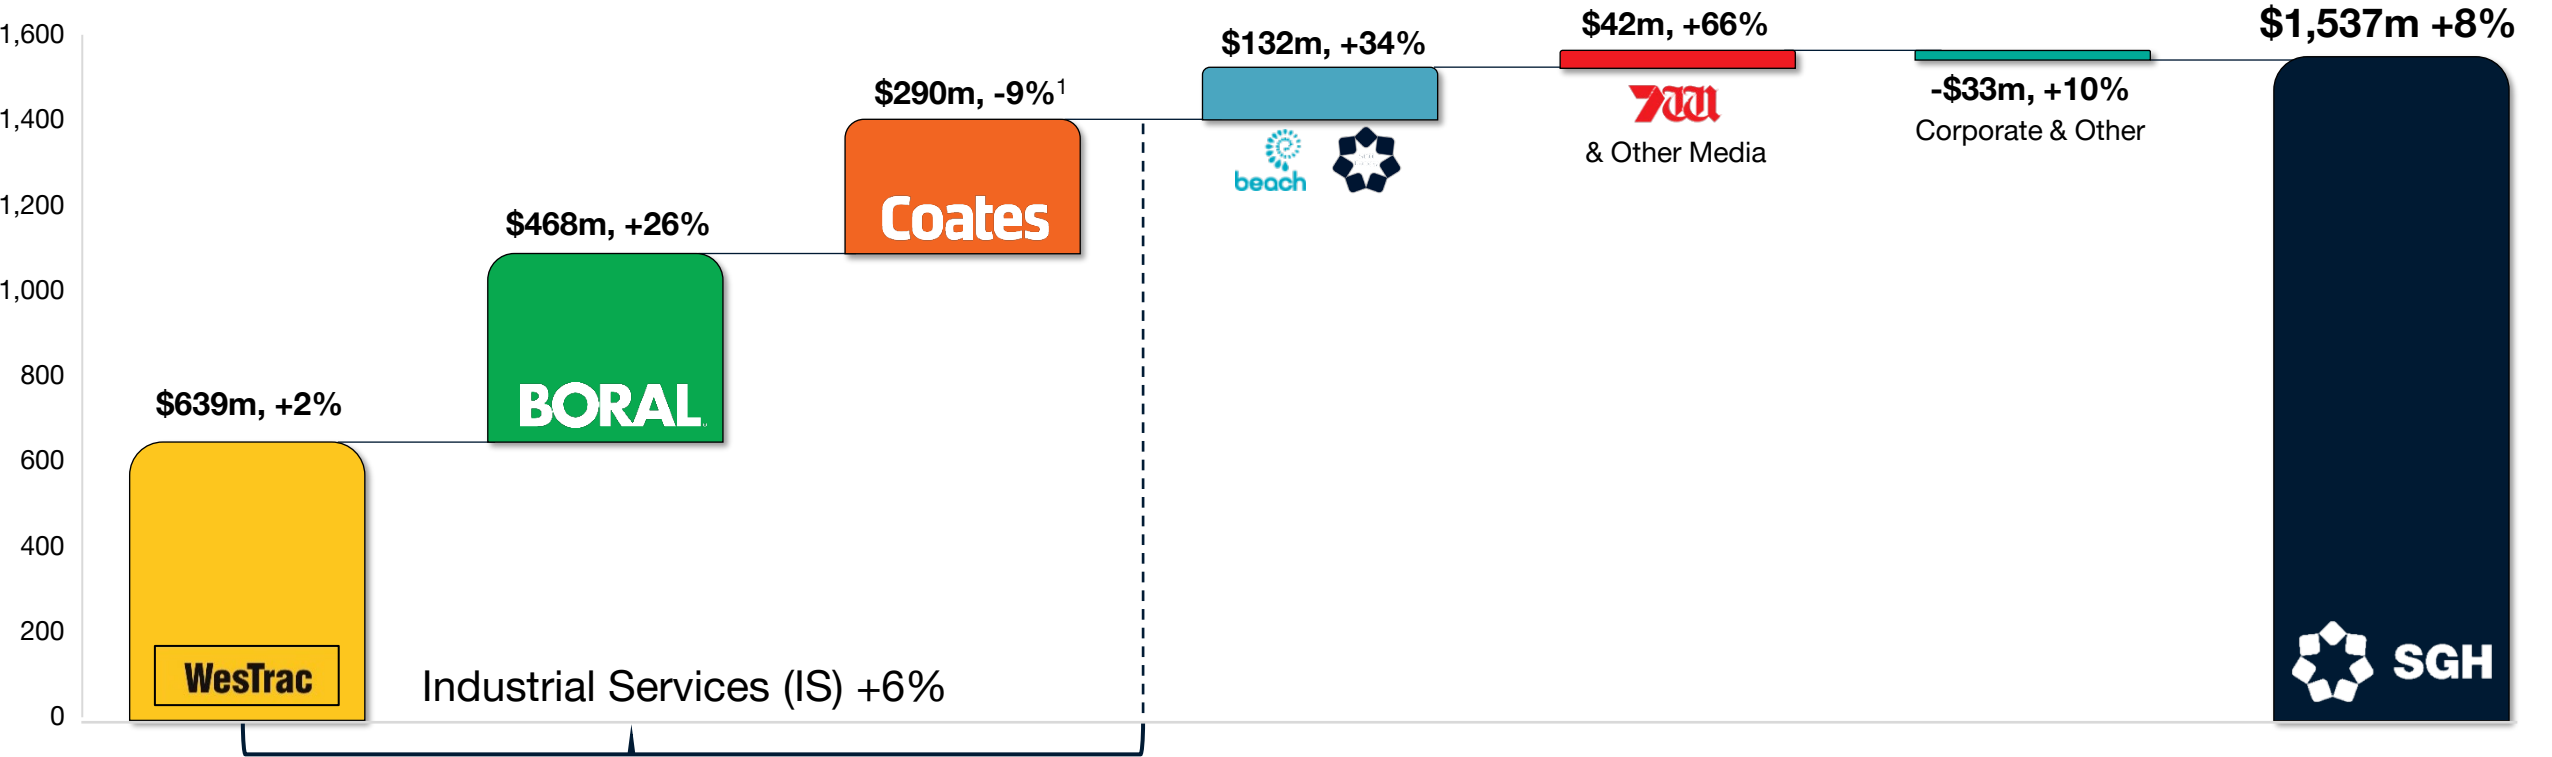 1,600
1,400
1,200
1,000
800
600
400
200
0
$639m, +2%
WesTrac
$468m, +26%
BORAL
$290m, -9%¹
Coates
Industrial Services (IS) +6%
$132m, +34%
beach
$42m, +66%
& Other Media
-$33m, +10%
Corporate & Other
$1,537m +8%
SGH